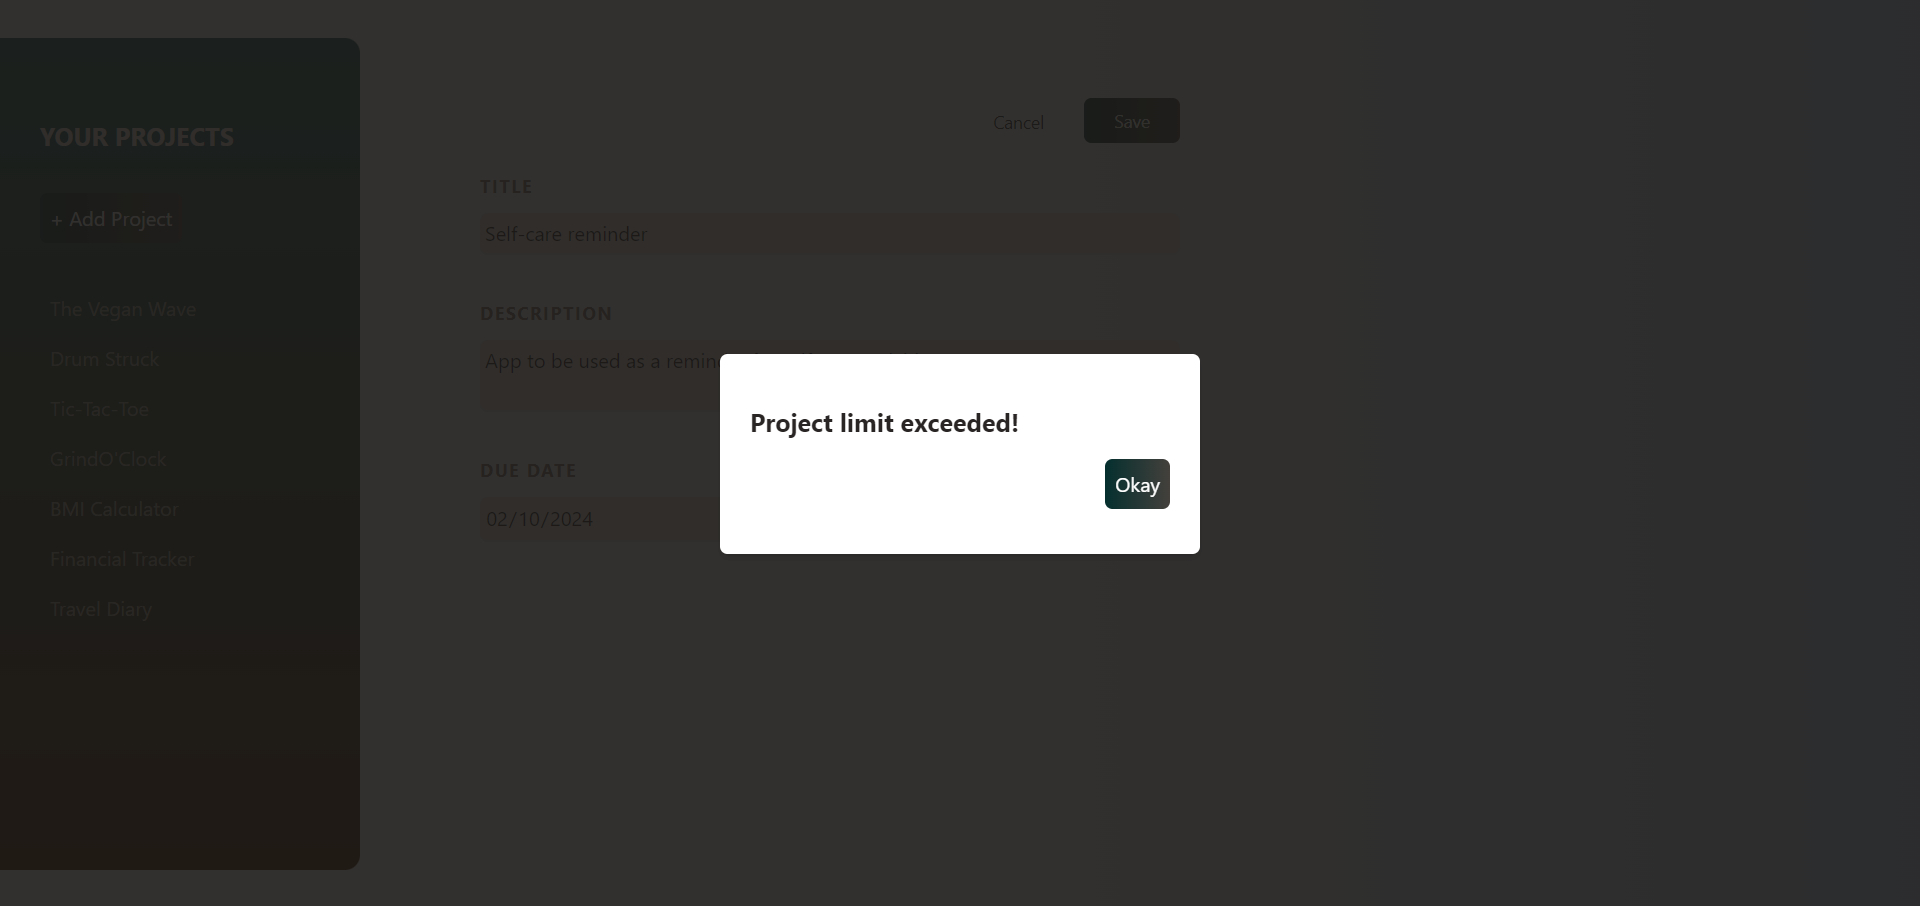 YOUR PROJECTS
+ Add Project
The Vegan Wave
Drum Struck
Tic-Tac-Toe
GrindO'Clock
BMI Calculator
Financial Tracker
Travel Diary
Cancel
Save
TITLE
Self-care reminder
DESCRIPTION
App to be used as a
DUE DATE
02/10/2024
Project limit exceeded!
Okay